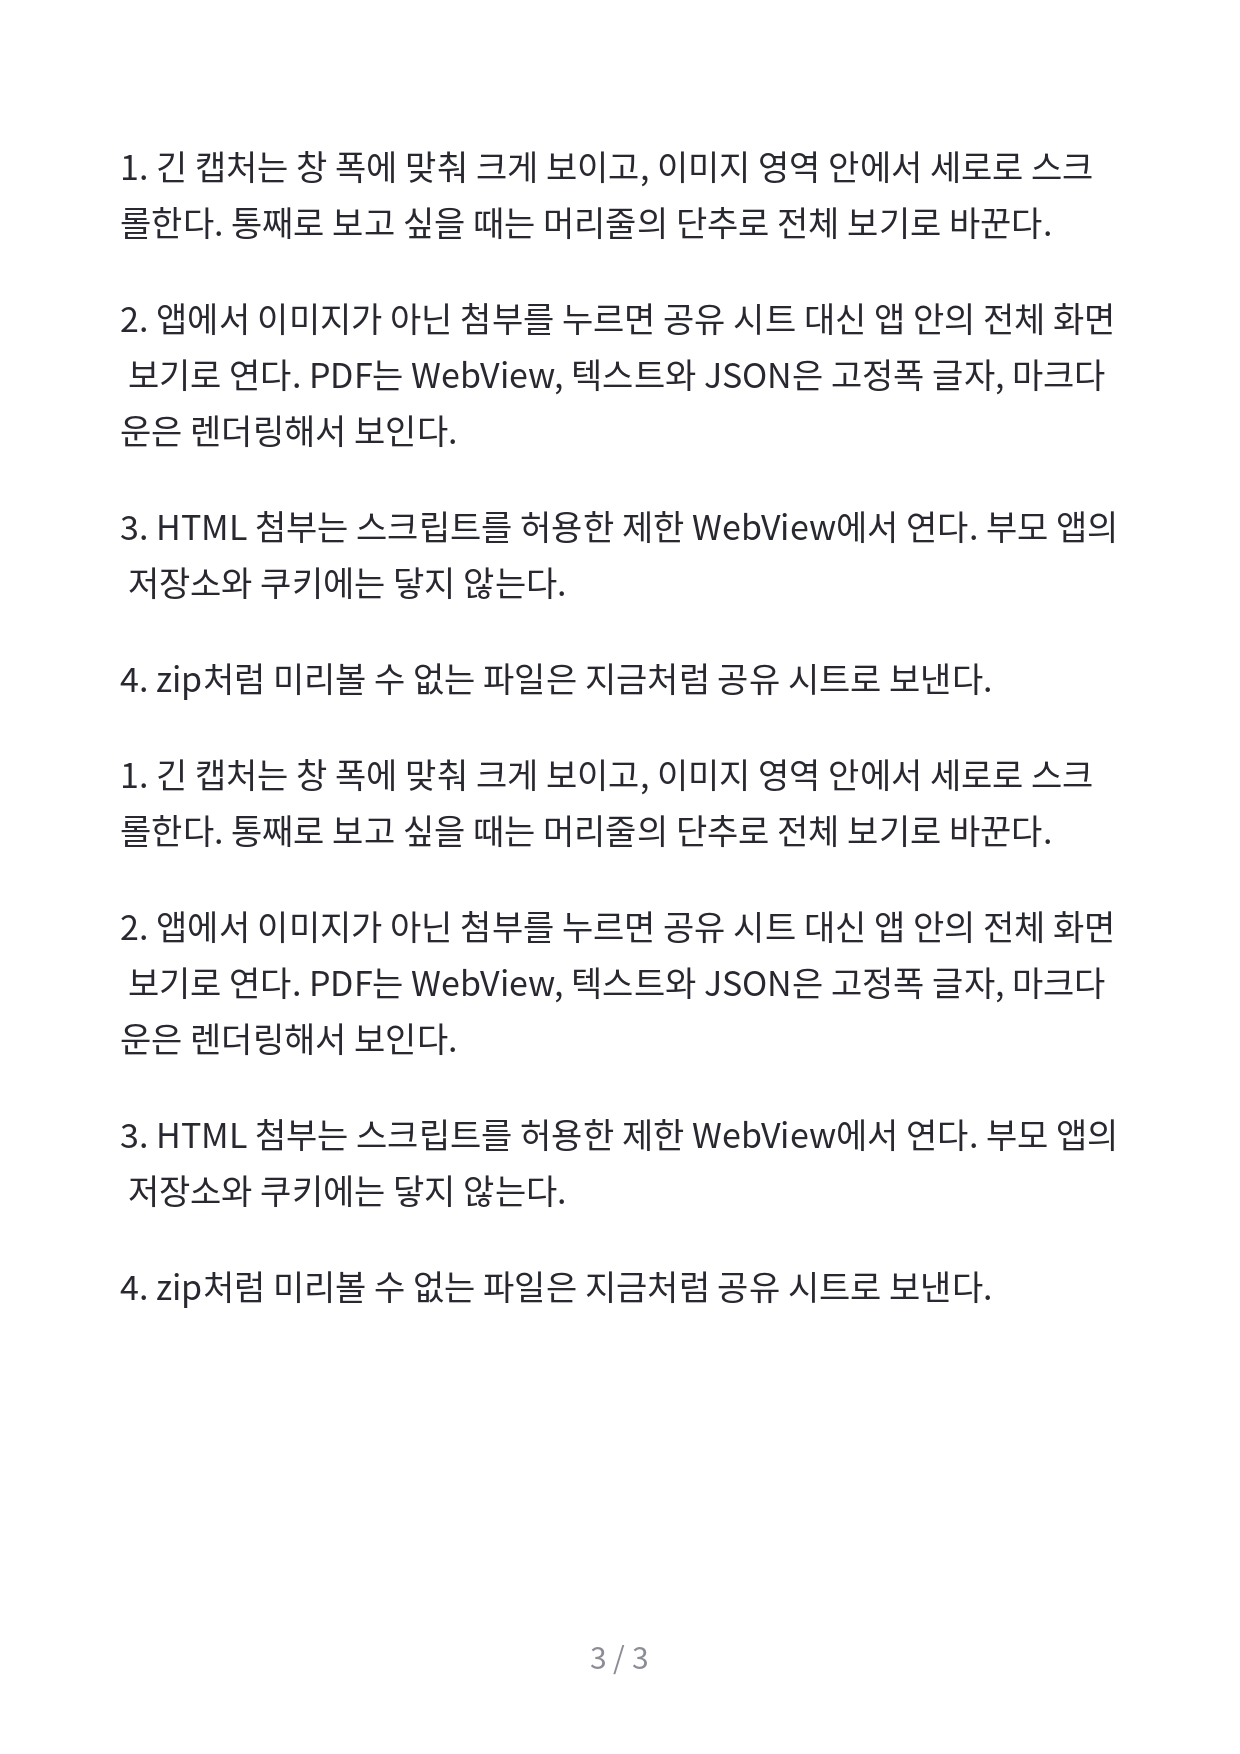 1. 긴 캡처는 창 폭에 맞춰 크게 보이고, 이미지 영역 안에서 세로로 스크
롤한다. 통째로 보고 싶을 때는 머리줄의 단추로 전체 보기로 바꾼다.
2. 앱에서 이미지가 아닌 첨부를 누르면 공유 시트 대신 앱 안의 전체 화면
보기로 연다. PDF는 WebView, 텍스트와 JSON은 고정폭 글자, 마크다
운은 렌더링해서 보인다.
3. HTML 첨부는 스크립트를 허용한 제한 WebView에서 연다. 부모 앱의
저장소와 쿠키에는 닿지 않는다.
4. zip처럼 미리볼 수 없는 파일은 지금처럼 공유 시트로 보낸다.
1. 긴 캡처는 창 폭에 맞춰 크게 보이고, 이미지 영역 안에서 세로로 스크
롤한다. 통째로 보고 싶을 때는 머리줄의 단추로 전체 보기로 바꾼다.
2. 앱에서 이미지가 아닌 첨부를 누르면 공유 시트 대신 앱 안의 전체 화면
보기로 연다. PDF는 WebView, 텍스트와 JSON은 고정폭 글자, 마크다
운은 렌더링해서 보인다.
3. HTML 첨부는 스크립트를 허용한 제한 WebView에서 연다. 부모 앱의
저장소와 쿠키에는 닿지 않는다.
4. zip처럼 미리볼 수 없는 파일은 지금처럼 공유 시트로 보낸다.
3 / 3